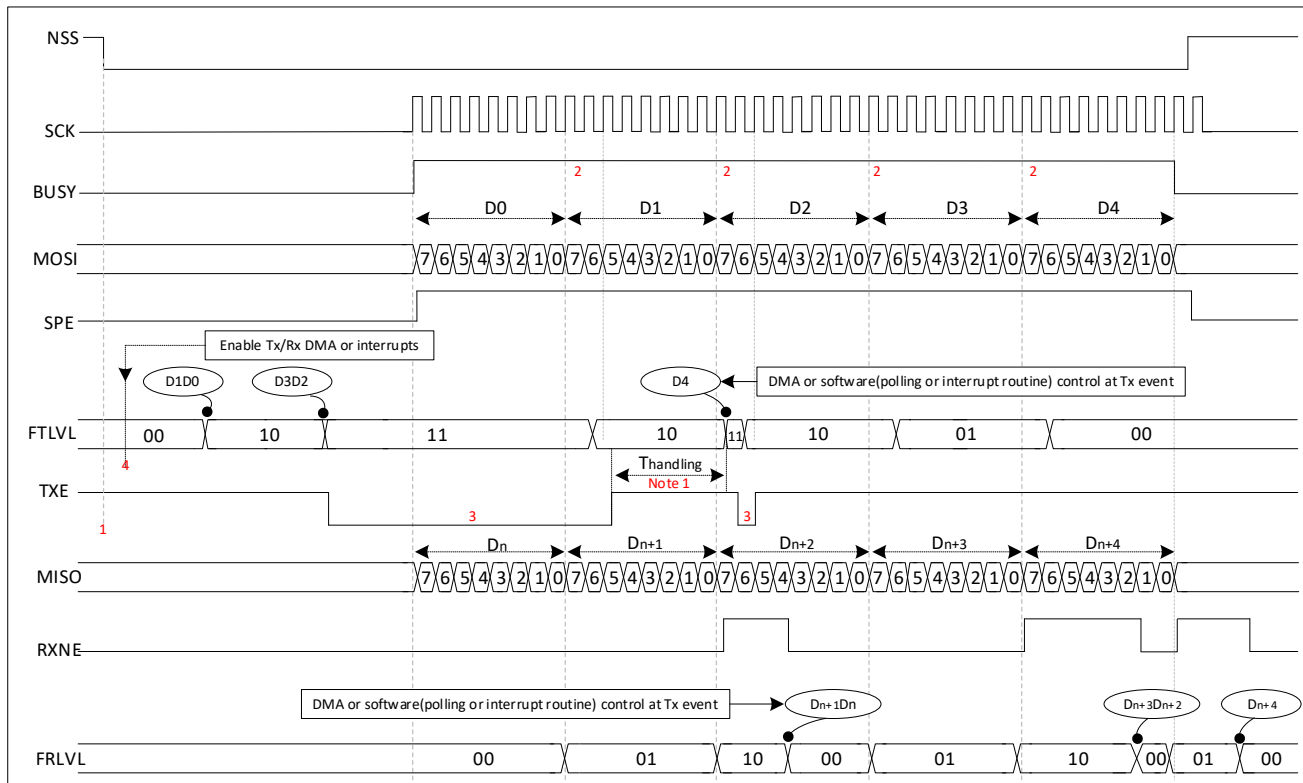 NSS
SCK
BUSY
2 2 2 2
D0 D1 D2 D3 D4
MOSI 7 6 5 4 3 2 1 0 7 6 5 4 3 2 1 0 7 6 5 4 3 2 1 0 7 6 5 4 3 2 1 0 7 6 5 4 3 2 1 0
SPE
Enable Tx/Rx DMA or interrupts
D1D0 D3D2 D4 DMA or software(polling or interrupt routine) control at Tx event
FTLVL 00 10 11 10 11 10 01 00
4 Thandling
Note 1
TXE
1 3 3
Dn Dn+1 Dn+2 Dn+3 Dn+4
MISO 7 6 5 4 3 2 1 0 7 6 5 4 3 2 1 0 7 6 5 4 3 2 1 0 7 6 5 4 3 2 1 0 7 6 5 4 3 2 1 0
RXNE
DMA or software(polling or interrupt routine) control at Tx event Dn+1Dn Dn+3Dn+2 Dn+4
FRLVL 00 01 10 00 01 10 00 01 00